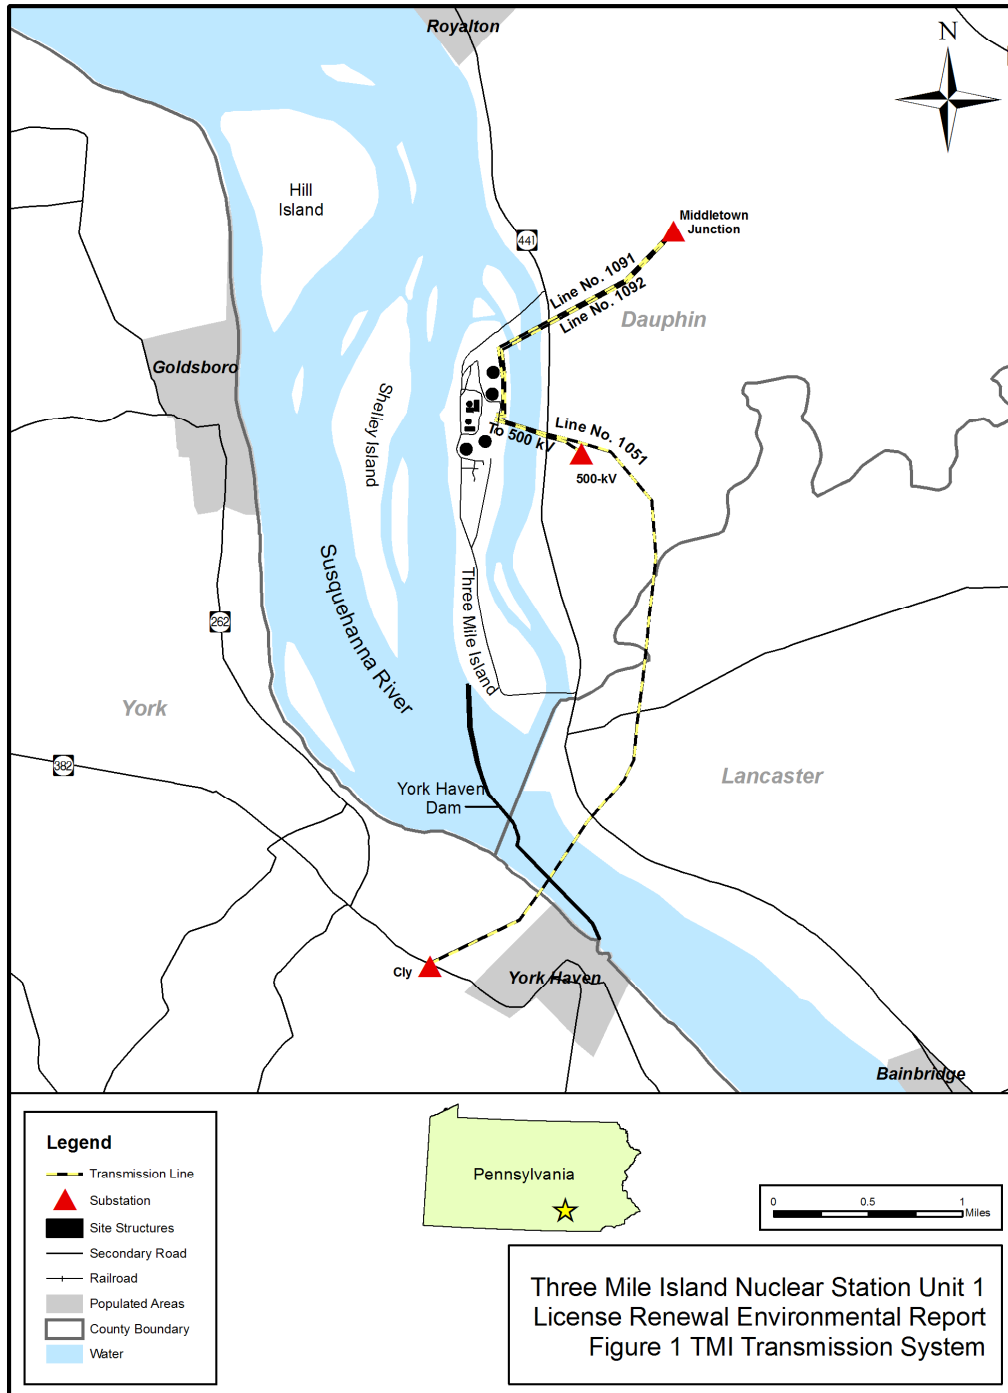 Royalton
N
Hill
Island
441
Middletown
Junction
Line No. 1091
Line No. 1092
Dauphin
Goldsboro
Shelley Island
To 500 kV
Line No. 1051
500-kV
Susquehanna River
Three Mile Island
262
York
382
York Haven
Dam
Lancaster
Cly
York Haven
Bainbridge
Legend
Transmission Line
Substation
Site Structures
Secondary Road
Railroad
Populated Areas
County Boundary
Water
Pennsylvania
0 0.5 1
Miles
Three Mile Island Nuclear Station Unit 1
License Renewal Environmental Report
Figure 1 TMI Transmission System